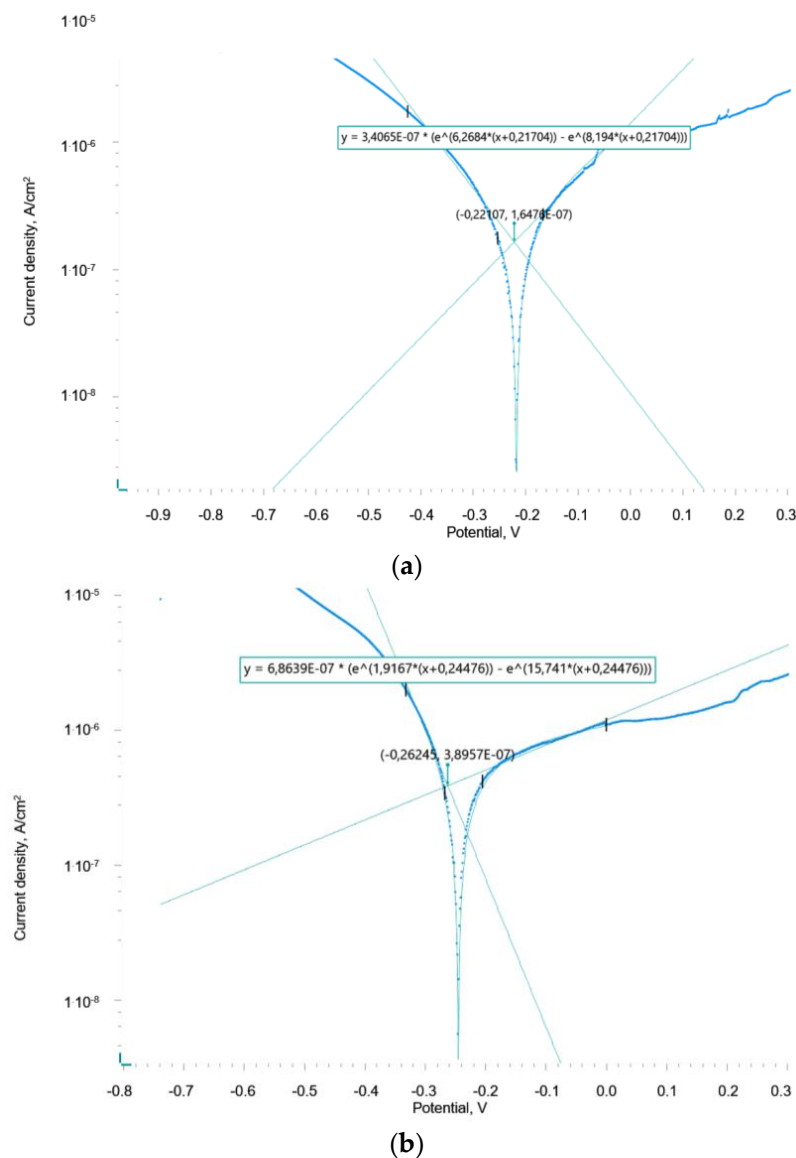 1·10-5
1·10-6
1·10-7
1·10-8
Current density, A/cm2
y = 3,4065E-07 * (e^(6,2684*(x+0,21704)) - e^(8,194*(x+0,21704)))
(-0,22107, 1,6476E-07)
-0.9 -0.8 -0.7 -0.6 -0.5 -0.4 -0.3 -0.2 -0.1 0.0 0.1 0.2 0.3
Potential, V
(a)
1·10-5
1·10-6
1·10-7
1·10-8
Current density, A/cm2
y = 6,8639E-07 * (e^(1,9167*(x+0,24476)) - e^(15,741*(x+0,24476)))
(-0,26245, 3,8957E-07)
-0.8 -0.7 -0.6 -0.5 -0.4 -0.3 -0.2 -0.1 0.0 0.1 0.2 0.3
Potential, V
(b)